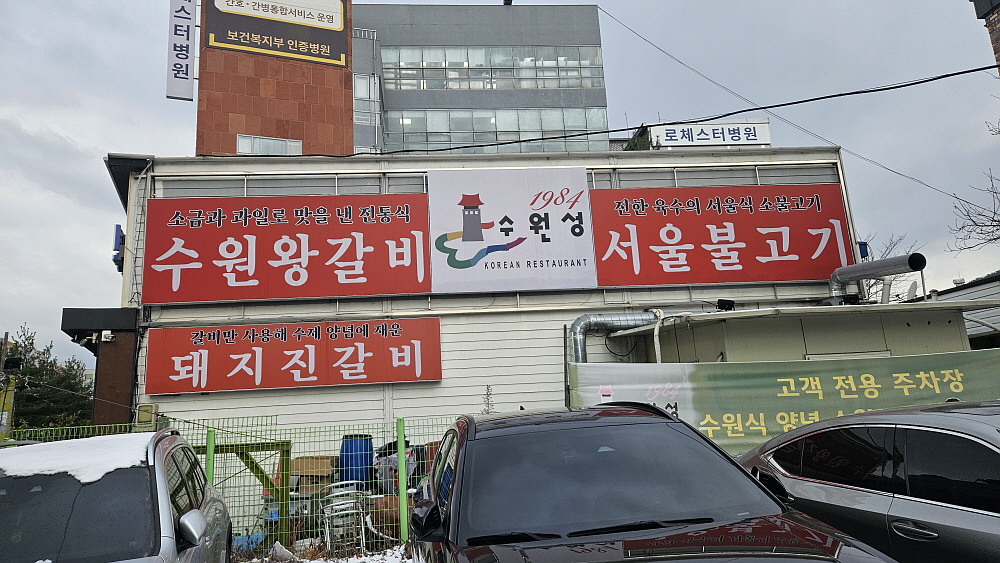 간호·간병통합서비스 운영
보건복지부 인증병원
체스터병원
로체스터병원
소금과 과일로 맛을 낸 전통식
수원왕갈비
1984
수원성
KOREAN RESTAURANT
진한 육수의 서울식 소불고기
서울불고기
갈비만 사용해 수제 양념에 재운
돼지진갈비
1984
고객 전용 주차장
수원식 양념